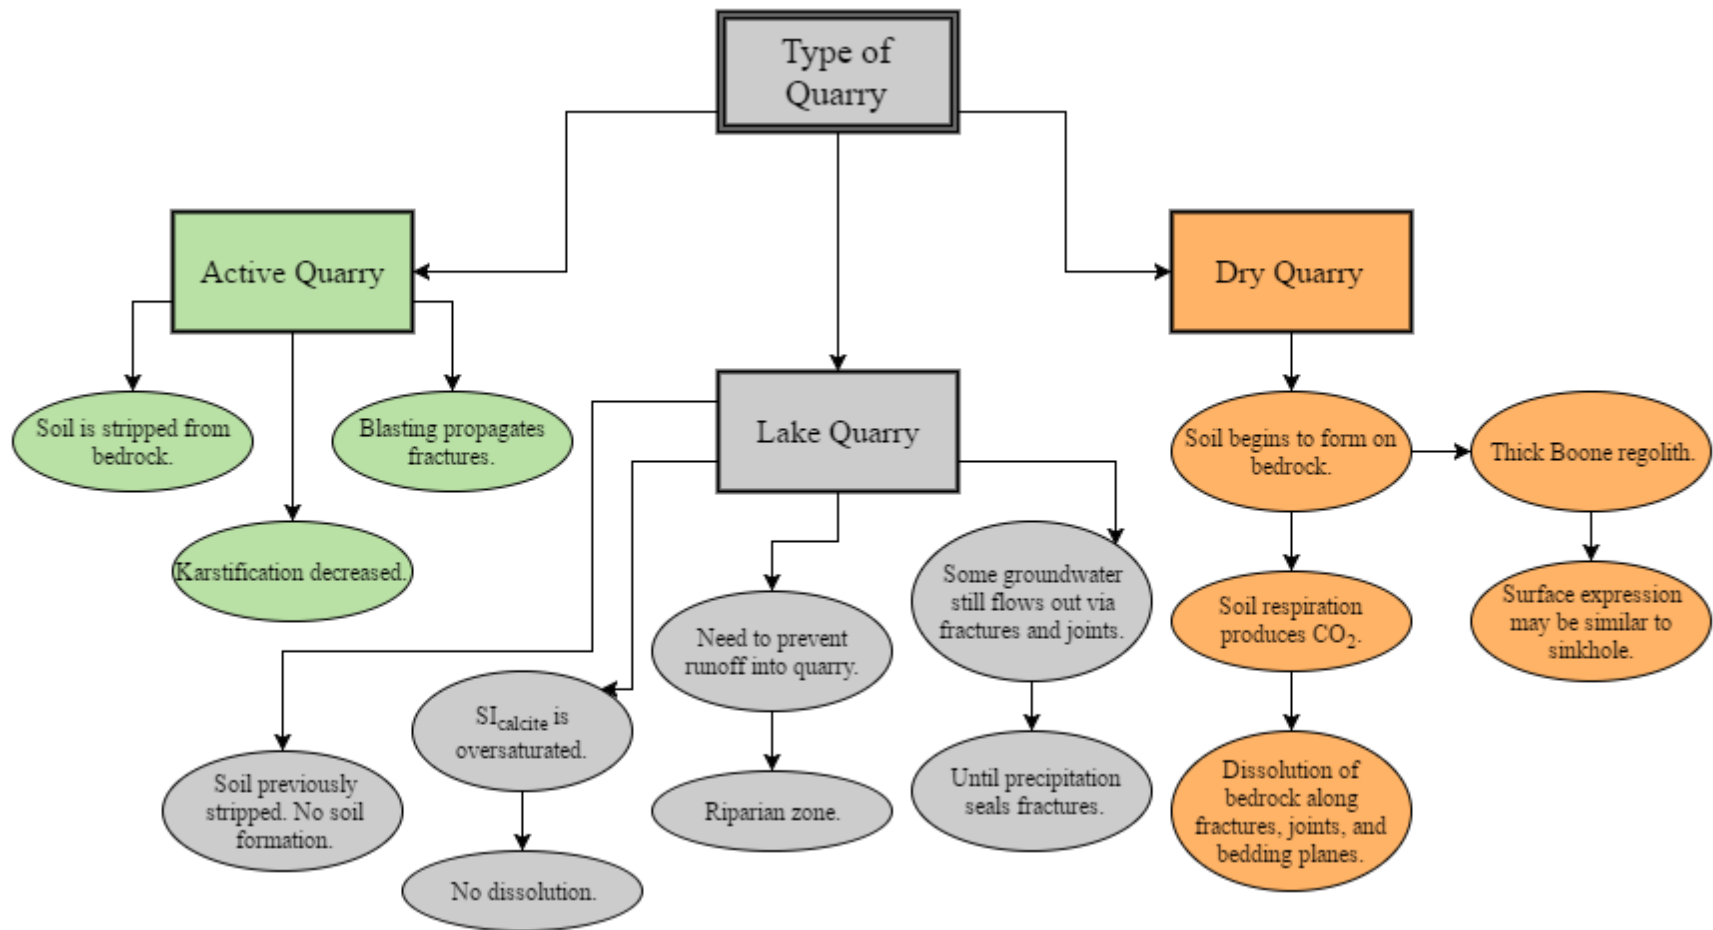 Type of
Quarry
Active Quarry
Dry Quarry
Lake Quarry
Soil is stripped from
bedrock.
Blasting propagates
fractures.
Karstification decreased.
Soil previously
stripped. No soil
formation.
SIcalcite is
oversaturated.
No dissolution.
Need to prevent
runoff into quarry.
Riparian zone.
Some groundwater
still flows out via
fractures and joints.
Until precipitation
seals fractures.
Soil begins to form on
bedrock.
Thick Boone regolith.
Soil respiration
produces CO2.
Surface expression
may be similar to
sinkhole.
Dissolution of
bedrock along
fractures, joints, and
bedding planes.